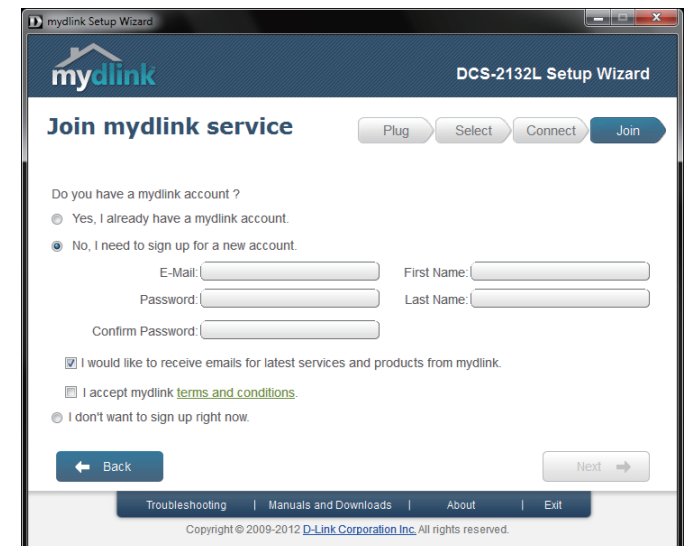 mydlink Setup Wizard
mydlink
DCS-2132L Setup Wizard
Join mydlink service
Plug Select Connect Join
Do you have a mydlink account ?
Yes, I already have a mydlink account.
No, I need to sign up for a new account.
E-Mail: First Name:
Password: Last Name:
Confirm Password:
I would like to receive emails for latest services and products from mydlink.
I accept mydlink terms and conditions.
I don't want to sign up right now.
Back Next
Troubleshooting | Manuals and Downloads | About | Exit
Copyright © 2009-2012 D-Link Corporation Inc. All rights reserved.